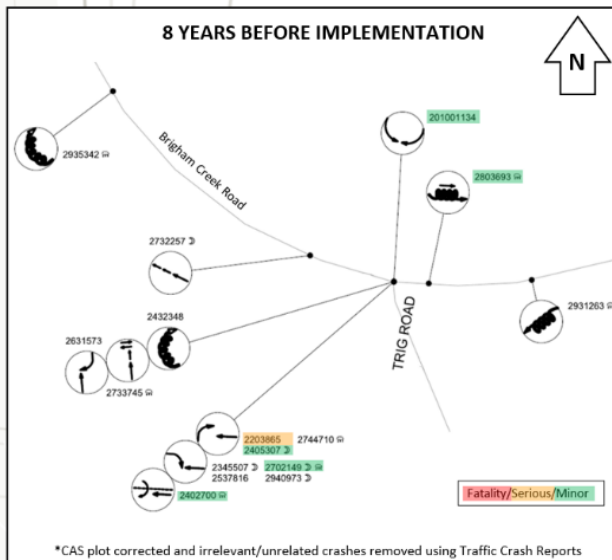 8 YEARS BEFORE IMPLEMENTATION
N
201001134
2935342
Brigham Creek Road
2803693
2732257
2931263
2432348
2631573
2733745
TRIG ROAD
2203865 2744710
2405307
2345507 2702149
2537816 2940973
2402700
Fatality/Serious/Minor
*CAS plot corrected and irrelevant/unrelated crashes removed using Traffic Crash Reports